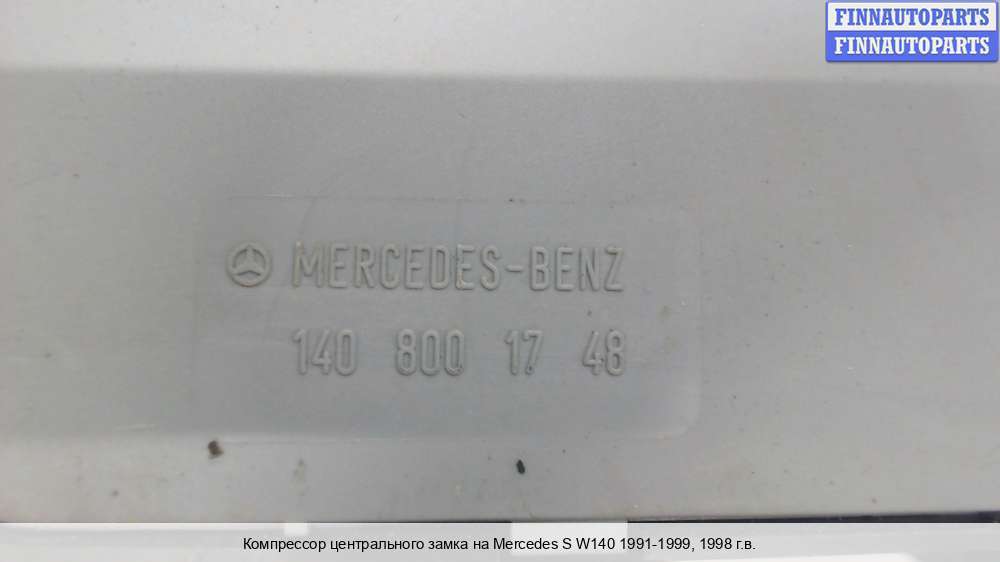 FINNAUTOPARTS
FINNAUTOPARTS
MERCEDES-BENZ
140 800 17 48
Компрессор центрального замка на Mercedes S W140 1991-1999, 1998 г.в.